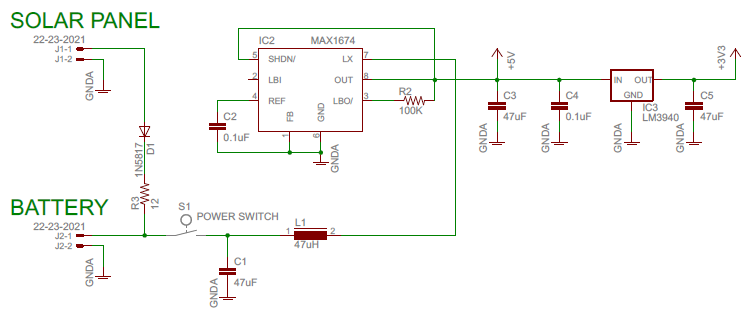 SOLAR PANEL
22-23-2021
J1-1
J1-2
GNDA
1N5817
D1
R3
12
BATTERY
22-23-2021
J2-1
J2-2
GNDA
S1
POWER SWITCH
C1
47uF
GNDA
L1
1 2
47uH
IC2 MAX1674
5 SHDN/ LX 7
2 LBI OUT 8
4 REF LBO/ 3
FB GND
1 6
C2
0.1uF
GNDA
R2
100K
+5V
C3
47uF
GNDA
C4
0.1uF
GNDA
IN OUT
GND
IC3
LM3940
GNDA
+3V3
C5
47uF
GNDA